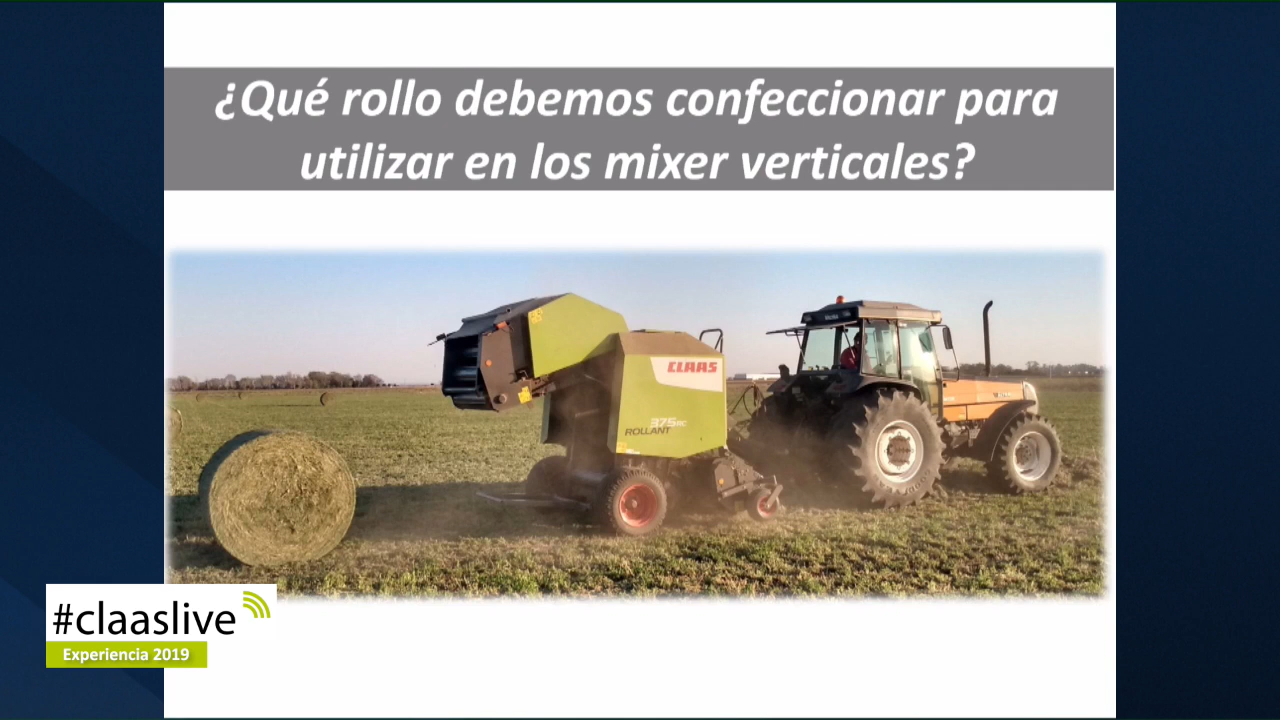 ¿Qué rollo debemos confeccionar para
utilizar en los mixer verticales?
CLAAS
375RC
ROLLANT
#claaslive
Experiencia 2019